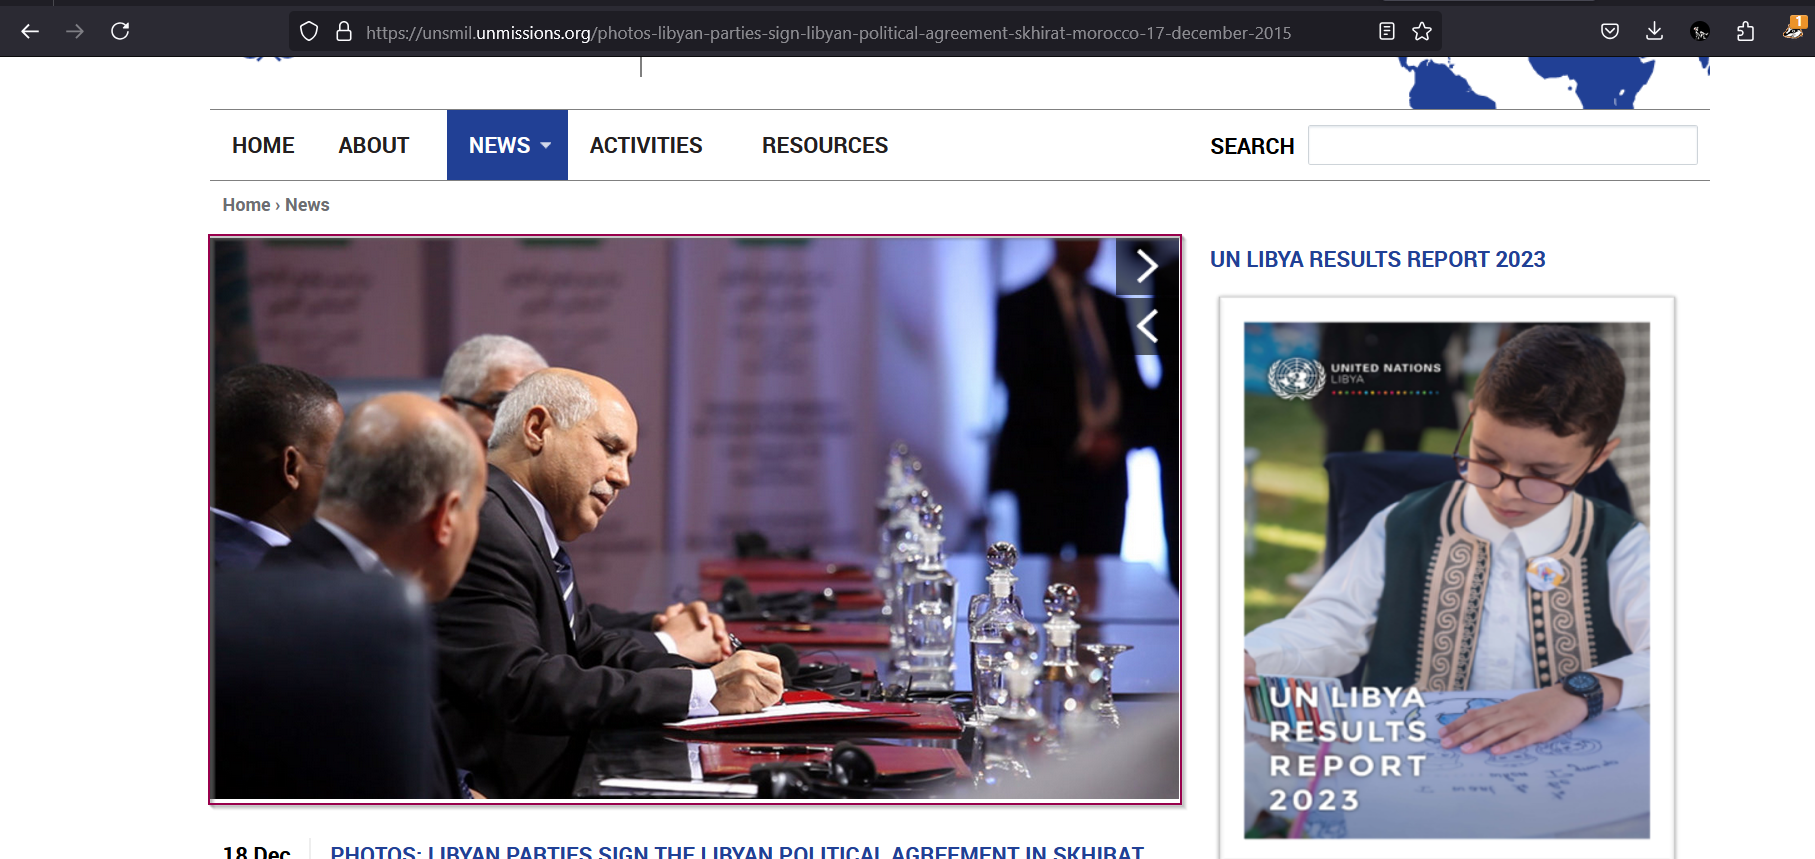 https://unsmil.unmissions.org/photos-libyan-parties-sign-libyan-political-agreement-skhirat-morocco-17-december-2015
1
HOME ABOUT NEWS ACTIVITIES RESOURCES SEARCH
Home › News
UN LIBYA RESULTS REPORT 2023
UNITED NATIONS
LIBYA
UN LIBYA
RESULTS
REPORT
2023
18 Dec PHOTOS: LIBYAN PARTIES SIGN THE LIBYAN POLITICAL AGREEMENT IN SKHIRAT